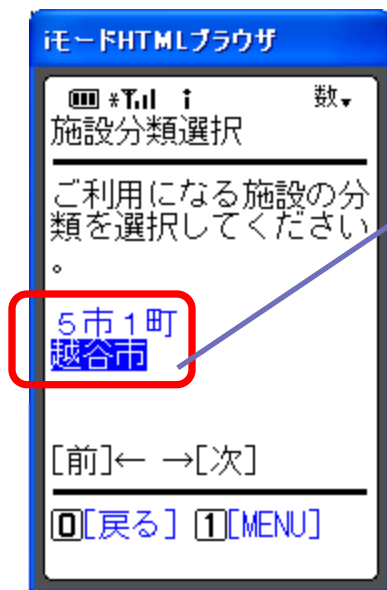 iモードHTMLブラウザ
数▼
施設分類選択
ご利用になる施設の分
類を選択してください
。
５市１町
越谷市
[前]← →[次]
0[戻る] 1[MENU]